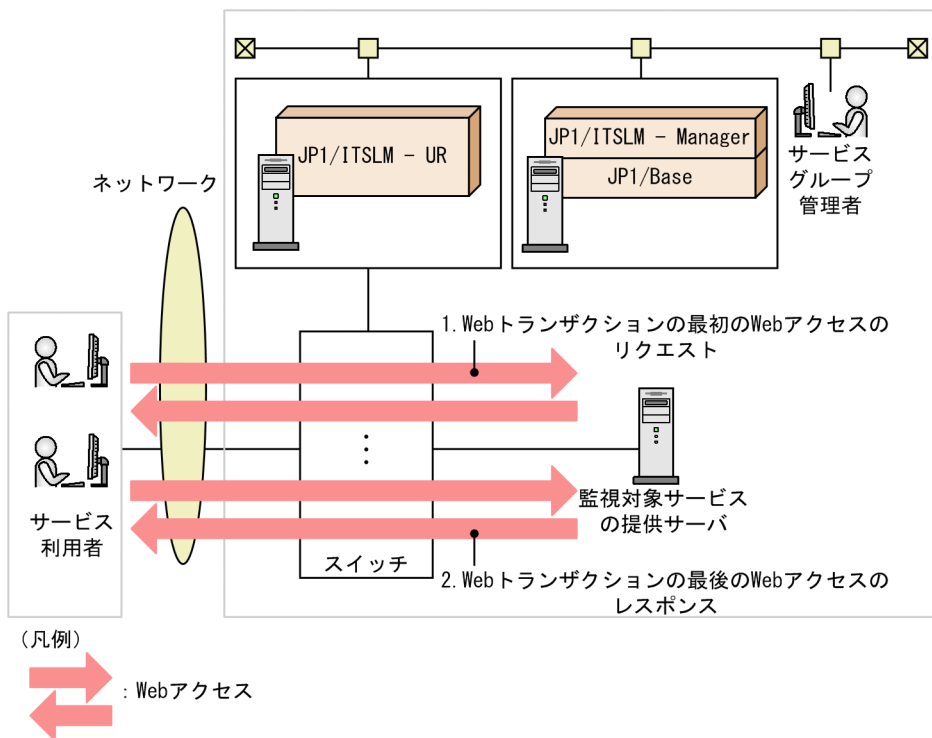 JP1/ITSLM - UR
JP1/ITSLM - Manager
JP1/Base
サービス
グループ
管理者
ネットワーク
1.Webトランザクションの最初のWebアクセスの
リクエスト
サービス
利用者
⋮
監視対象サービス
の提供サーバ
スイッチ
2.Webトランザクションの最後のWebアクセスの
レスポンス
(凡例)
：Webアクセス